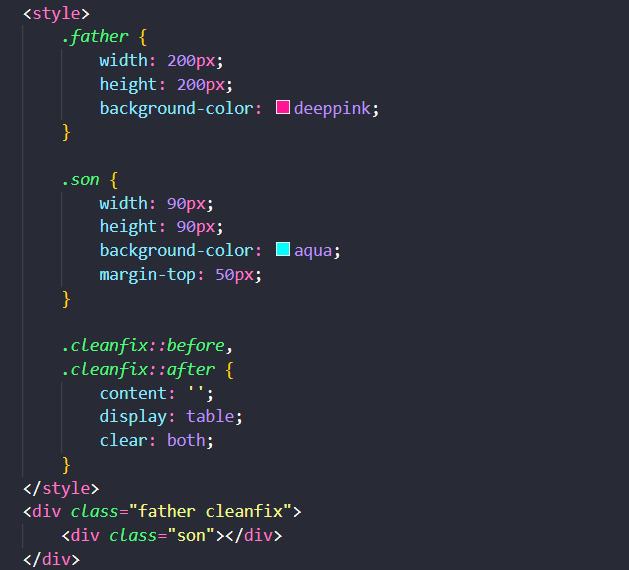 <style>
.father {
width: 200px;
height: 200px;
background-color: deeppink;
}
.son {
width: 90px;
height: 90px;
background-color: aqua;
margin-top: 50px;
}
.cleanfix::before,
.cleanfix::after {
content: '';
display: table;
clear: both;
}
</style>
<div class="father cleanfix">
<div class="son"></div>
</div>